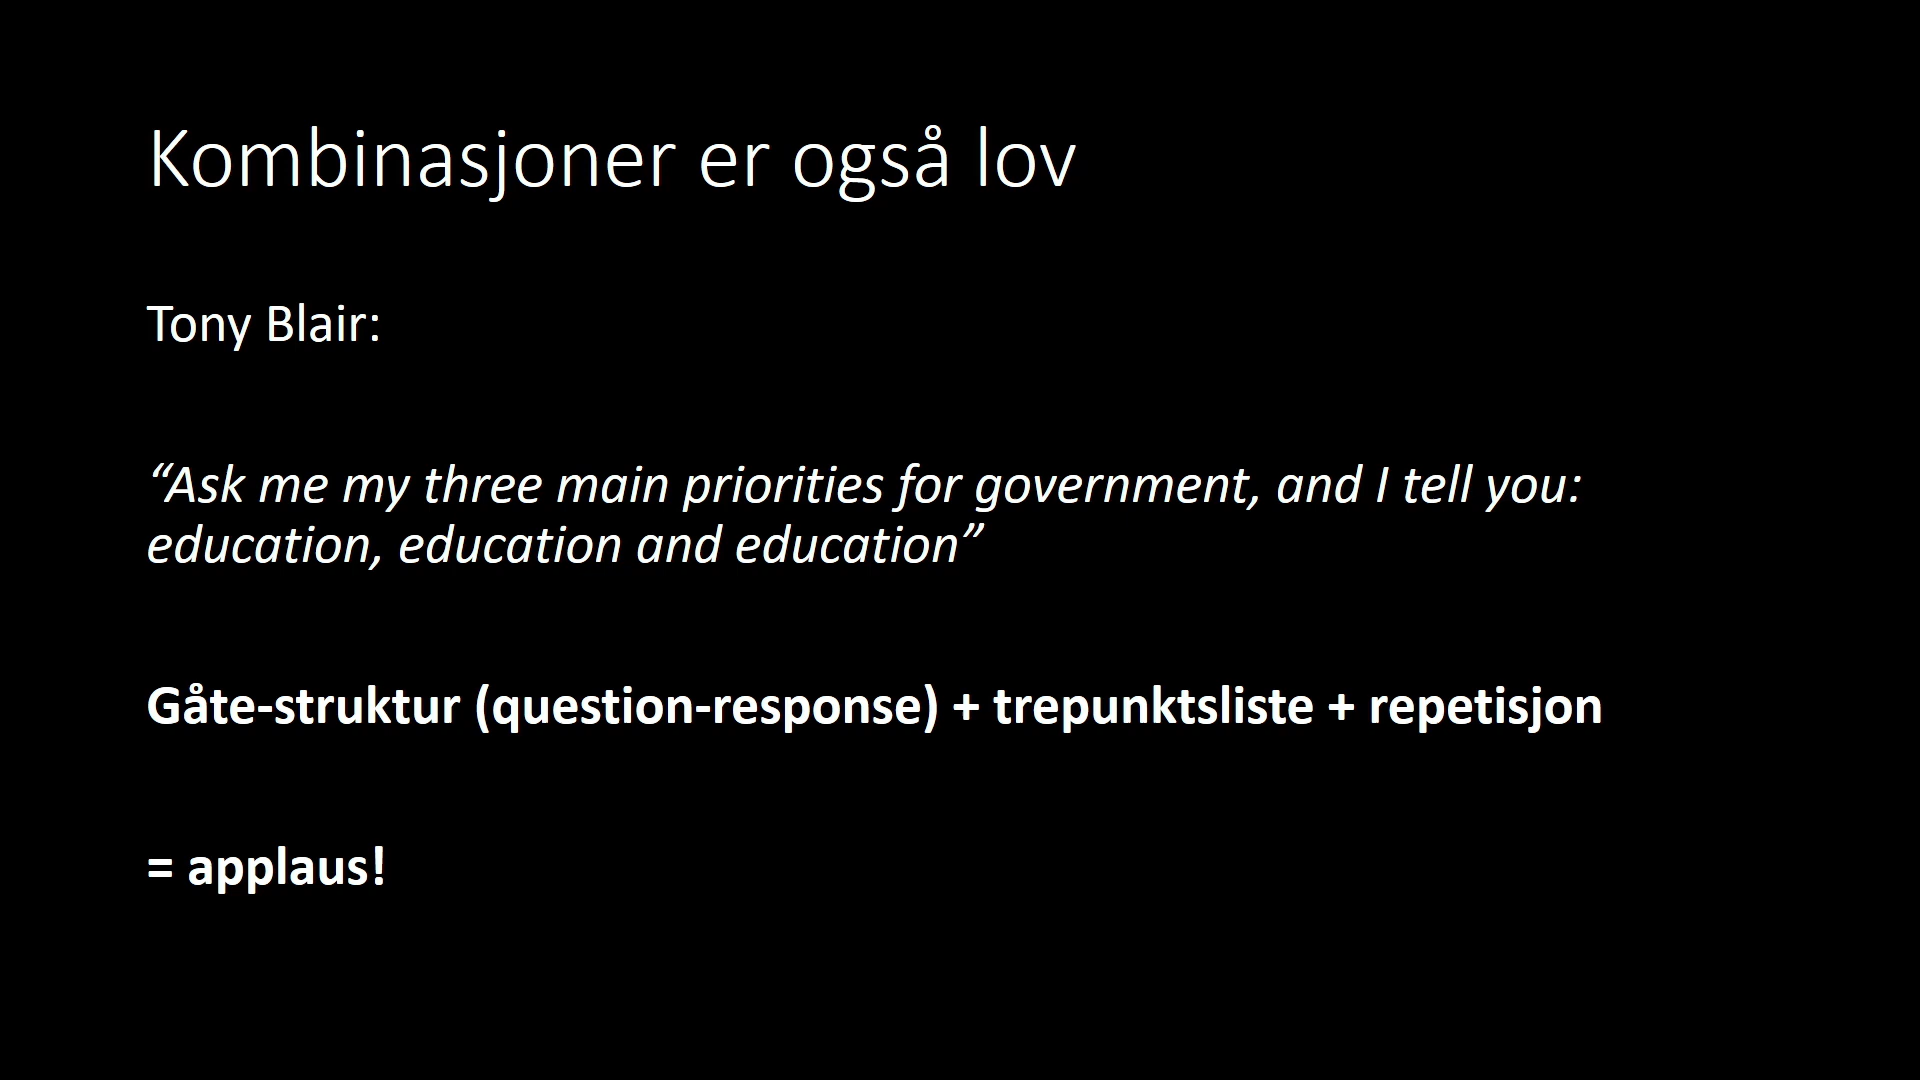 Kombinasjoner er også lov
Tony Blair:
“Ask me my three main priorities for government, and I tell you:
education, education and education”
Gåte-struktur (question-response) + trepunktsliste + repetisjon
= applaus!